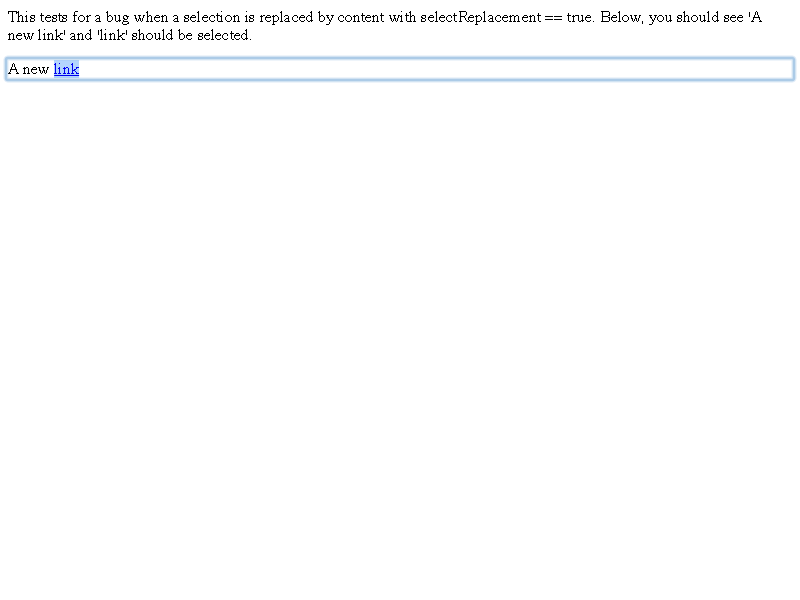 This tests for a bug when a selection is replaced by content with selectReplacement == true. Below, you should see 'A
new link' and 'link' should be selected.
A new link